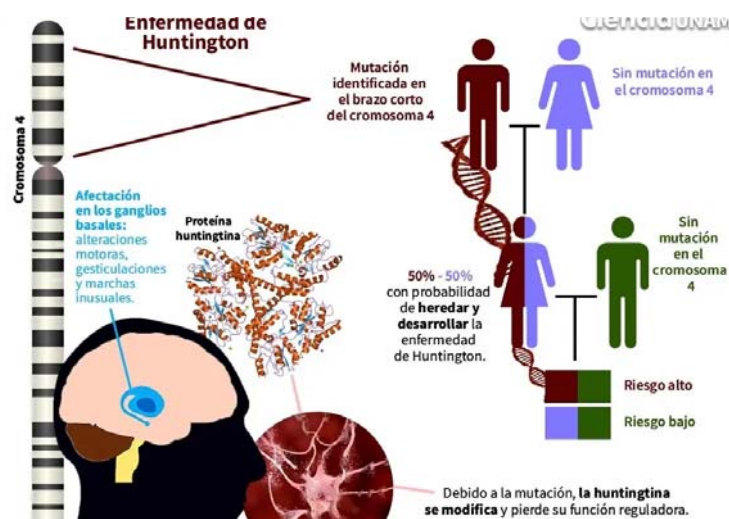 Enfermedad de
Huntington
Ciencia UNAM
Mutación
identificada en
el brazo corto
del cromosoma 4
Sin mutación en
el cromosoma 4
Cromosoma 4
Afectación
en los ganglios
basales:
alteraciones
motoras,
gesticulaciones
y marchas
inusuales.
Proteína
huntingtina
50% - 50%
con probabilidad
de heredar y
desarrollar la
enfermedad
de Huntington.
Sin
mutación
en el
cromosoma
4
Riesgo alto
Riesgo bajo
Debido a la mutación, la huntingtina
se modifica y pierde su función reguladora.